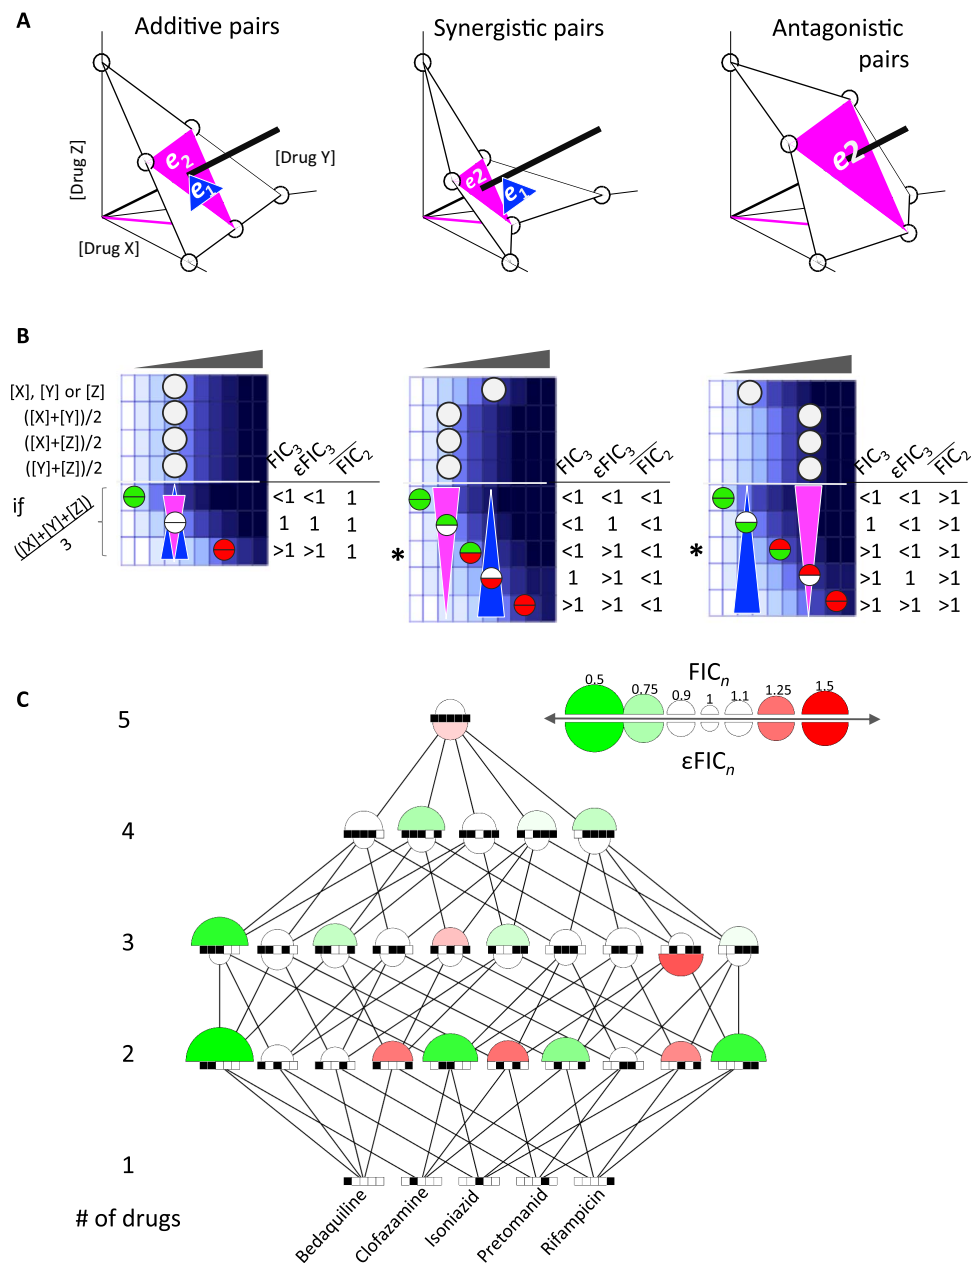 A
Additive pairs
Synergistic pairs
Antagonistic
pairs
[Drug Z]
[Drug Y]
[Drug X]
e2
e1
e2
e1
e2
B
[X], [Y] or [Z]
([X]+[Y])/2
([X]+[Z])/2
([Y]+[Z])/2
if
([X]+[Y]+[Z])
3
FIC3 εFIC3 FIC2
<1 <1 1
1 1 1
>1 >1 1
*
FIC3 εFIC3 FIC2
<1 <1 <1
<1 1 <1
<1 >1 <1
1 >1 <1
>1 >1 <1
*
FIC3 εFIC3 FIC2
<1 <1 >1
1 <1 >1
>1 <1 >1
>1 1 >1
>1 >1 >1
C
FICn
0.5 0.75 0.9 1 1.1 1.25 1.5
εFICn
5
4
3
2
1
# of drugs
Bedaquiline
Clofazamine
Isoniazid
Pretomanid
Rifampicin